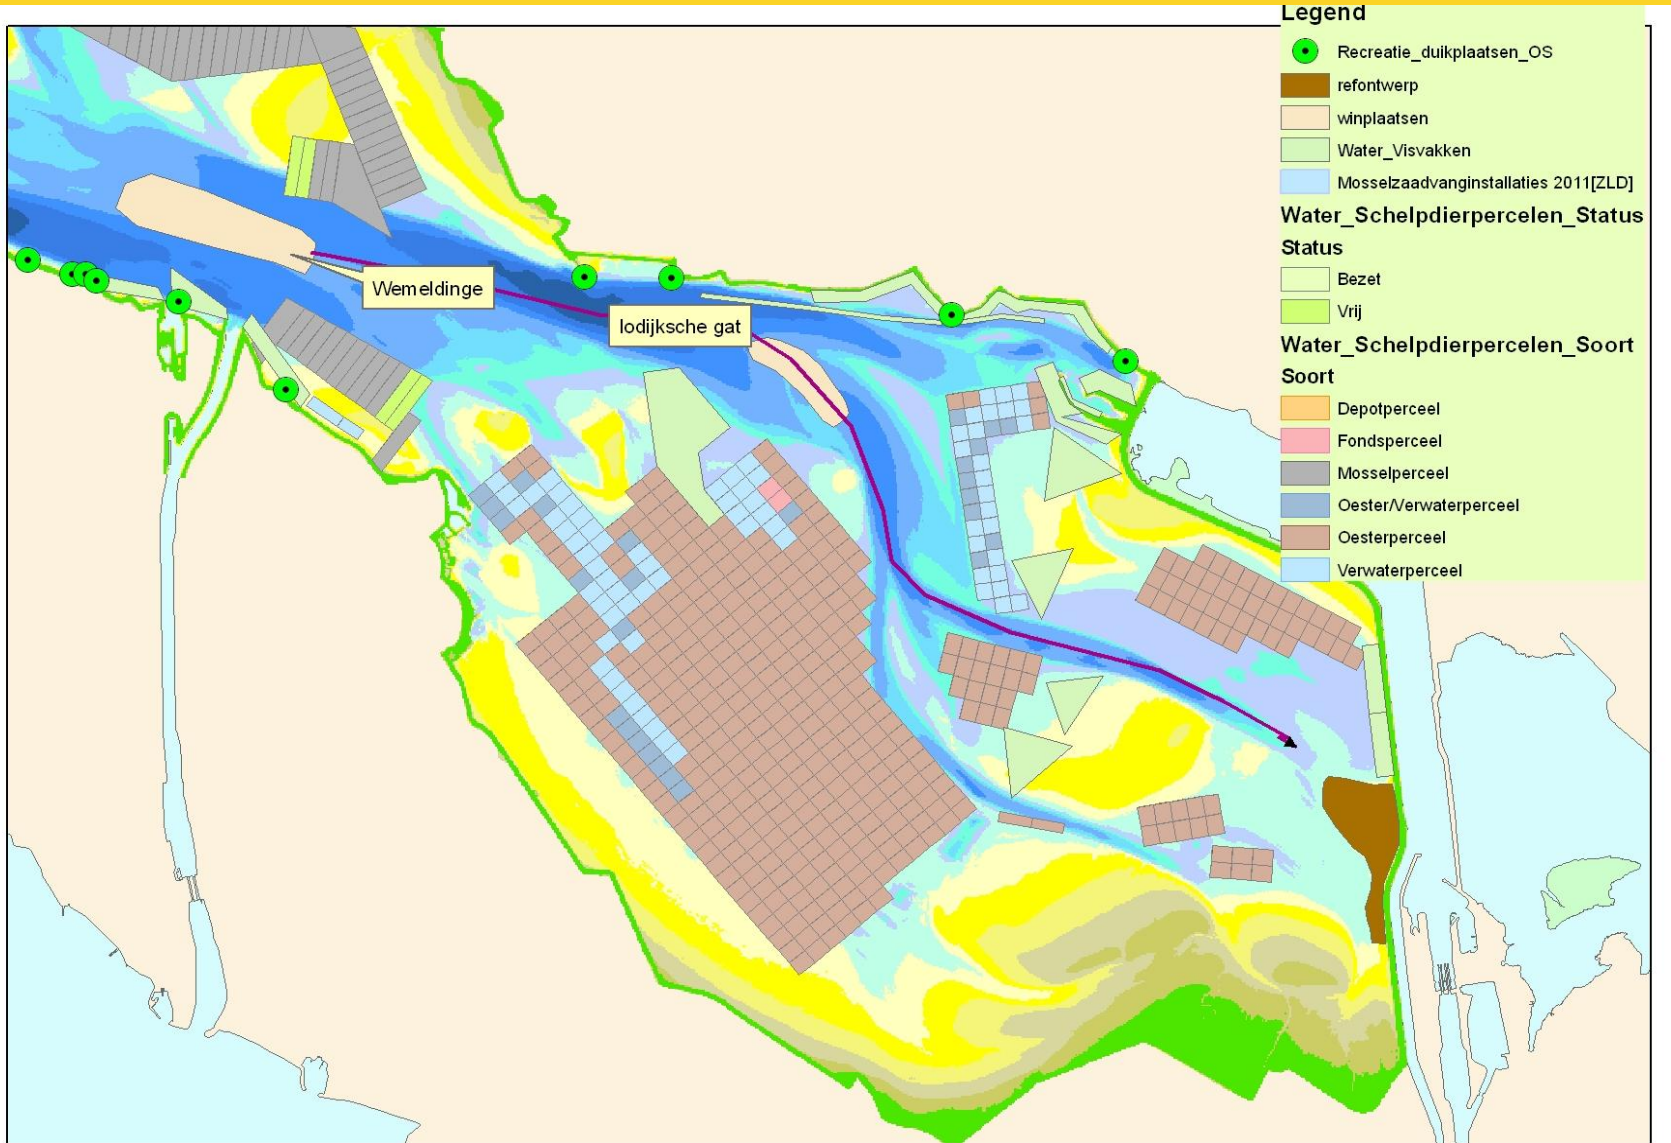 Legend
Recreatie_duikplaatsen_OS
refontwerp
winplaatsen
Water_Visvakken
Mosselzaadvanginstallaties 2011[ZLD]
Water_Schelpdierpercelen_Status
Status
Bezet
Vrij
Water_Schelpdierpercelen_Soort
Soort
Depotperceel
Fondsperceel
Mosselperceel
Oester/Verwaterperceel
Oesterperceel
Verwaterperceel
Wemeldinge
lodijksche gat